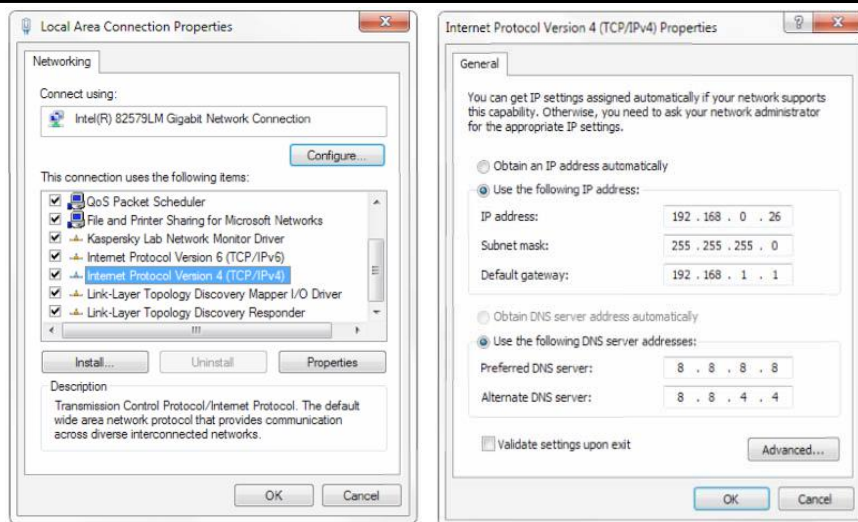 Local Area Connection Properties
Networking
Connect using:
Intel(R) 82579LM Gigabit Network Connection
Configure...
This connection uses the following items:
QoS Packet Scheduler
File and Printer Sharing for Microsoft Networks
Kaspersky Lab Network Monitor Driver
Internet Protocol Version 6 (TCP/IPv6)
Internet Protocol Version 4 (TCP/IPv4)
Link-Layer Topology Discovery Mapper I/O Driver
Link-Layer Topology Discovery Responder
Install... Uninstall Properties
Description
Transmission Control Protocol/Internet Protocol. The default
wide area network protocol that provides communication
across diverse interconnected networks.
OK Cancel
Internet Protocol Version 4 (TCP/IPv4) Properties
General
You can get IP settings assigned automatically if your network supports
this capability. Otherwise, you need to ask your network administrator
for the appropriate IP settings.
Obtain an IP address automatically
Use the following IP address:
IP address: 192 . 168 . 0 . 26
Subnet mask: 255 . 255 . 255 . 0
Default gateway: 192 . 168 . 1 . 1
Obtain DNS server address automatically
Use the following DNS server addresses:
Preferred DNS server: 8 . 8 . 8 . 8
Alternate DNS server: 8 . 8 . 4 . 4
Validate settings upon exit
Advanced...
OK Cancel